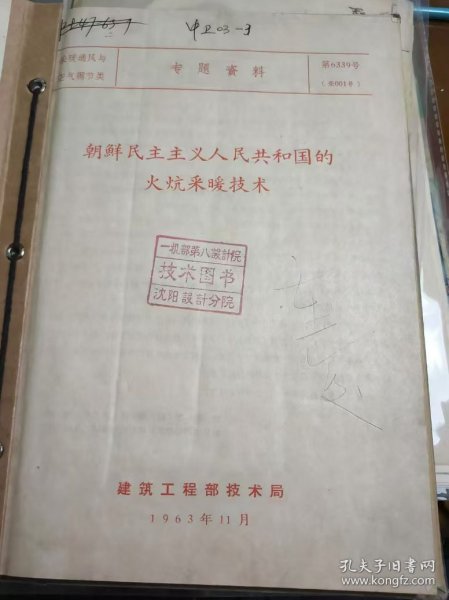 中卫03-3
采暖通风与
空气调节类
专题资料
第6339号
朝鲜民主主义人民共和国的
火炕采暖技术
一机部第八設計院
技术图书
沈阳設計分院
建筑工程部技术局
1963年11月
孔夫子旧书网
www.kongfz.com